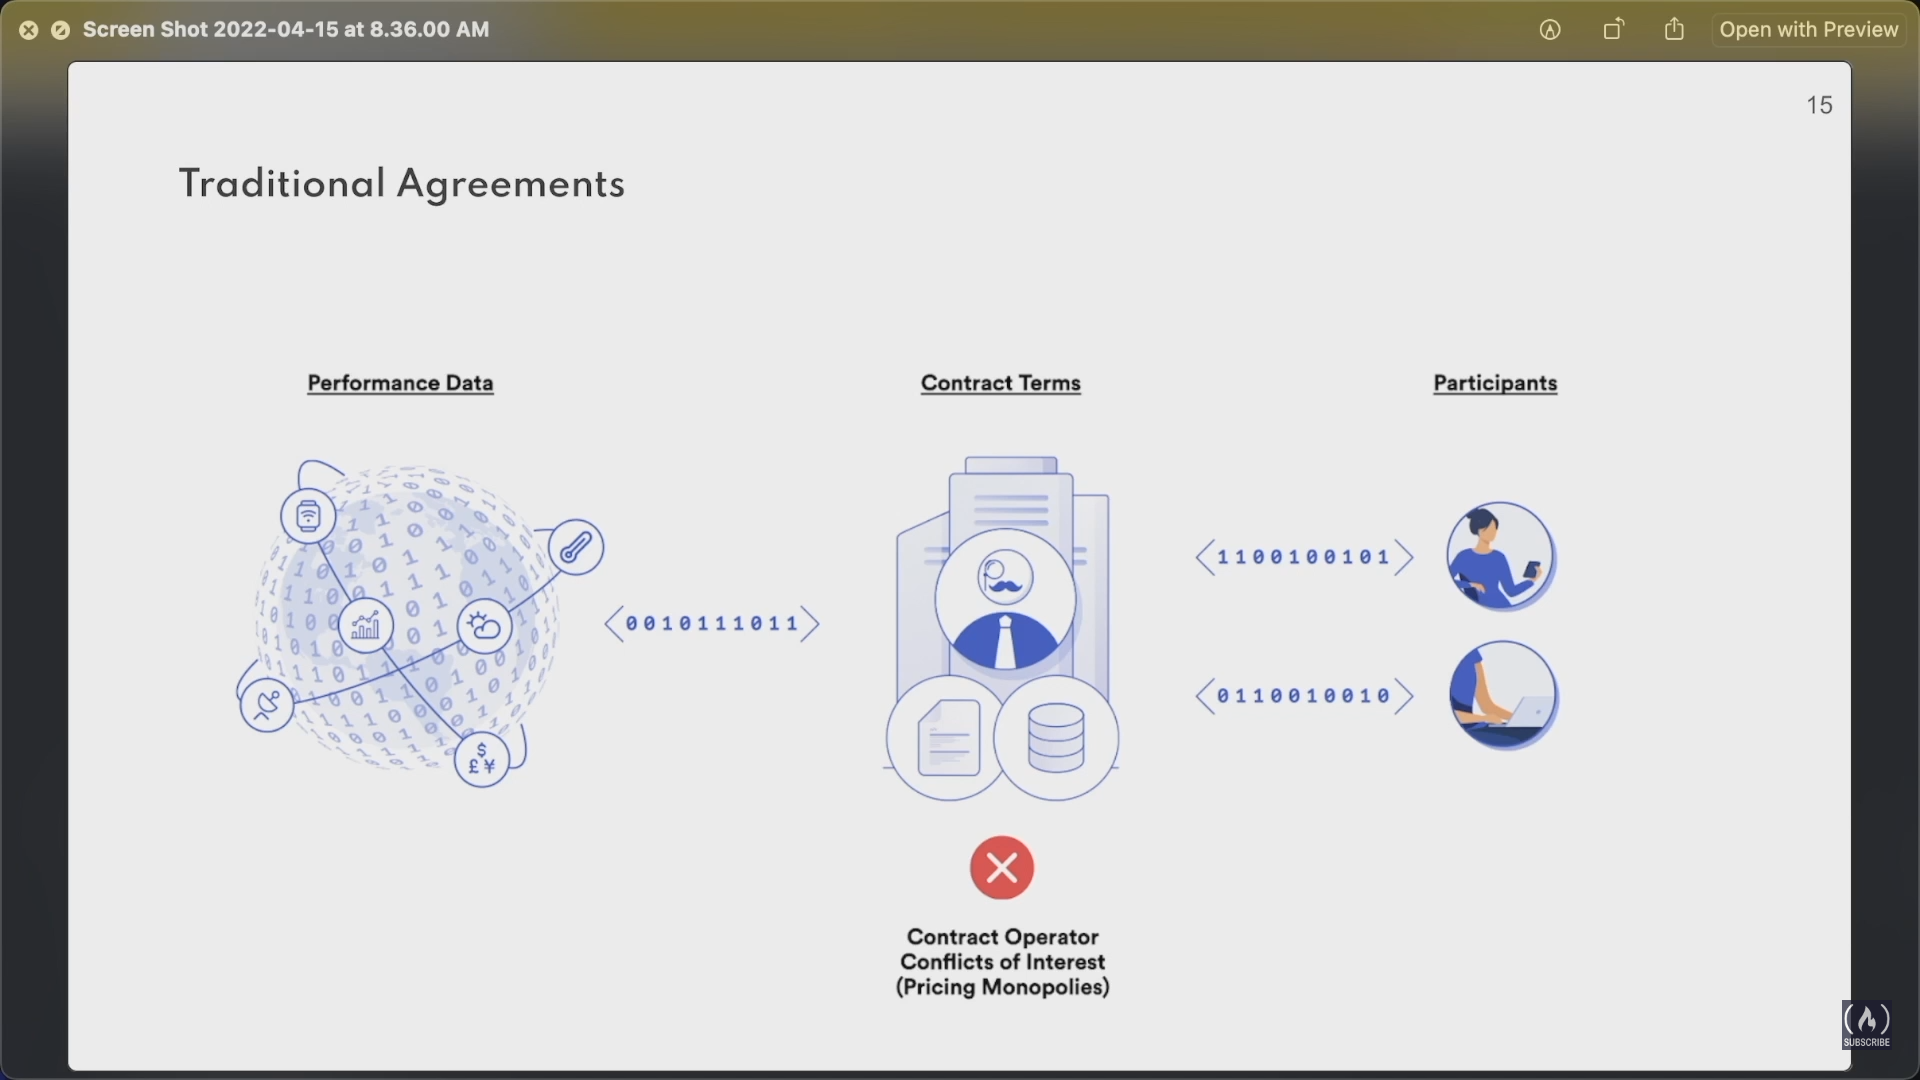 Screen Shot 2022-04-15 at 8.36.00 AM
Open with Preview
15
Traditional Agreements
Performance Data
Contract Terms
Participants
0010111011
1100100101
0110010010
$
£¥
Contract Operator
Conflicts of Interest
(Pricing Monopolies)
SUBSCRIBE